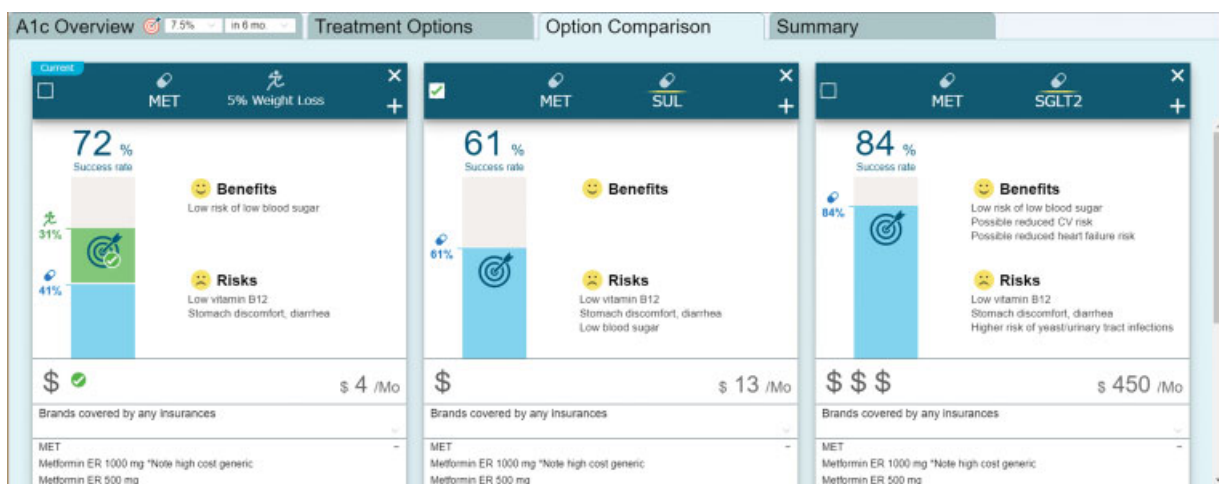 A1c Overview 7.5% in 6 mo. Treatment Options Option Comparison Summary
Current
MET 5% Weight Loss
72 %
Success rate
31%
41%
Benefits
Low risk of low blood sugar
Risks
Low vitamin B12
Stomach discomfort, diarrhea
$ $ 4 /Mo
Brands covered by any insurances
MET
Metformin ER 1000 mg *Note high cost generic
Metformin ER 500 mg
MET SUL
61 %
Success rate
61%
Benefits
Risks
Low vitamin B12
Stomach discomfort, diarrhea
Low blood sugar
$ $ 13 /Mo
Brands covered by any insurances
MET
Metformin ER 1000 mg *Note high cost generic
Metformin ER 500 mg
MET SGLT2
84 %
Success rate
84%
Benefits
Low risk of low blood sugar
Possible reduced CV risk
Possible reduced heart failure risk
Risks
Low vitamin B12
Stomach discomfort, diarrhea
Higher risk of yeast/urinary tract infections
$ $ $ $ 450 /Mo
Brands covered by any insurances
MET
Metformin ER 1000 mg *Note high cost generic
Metformin ER 500 mg